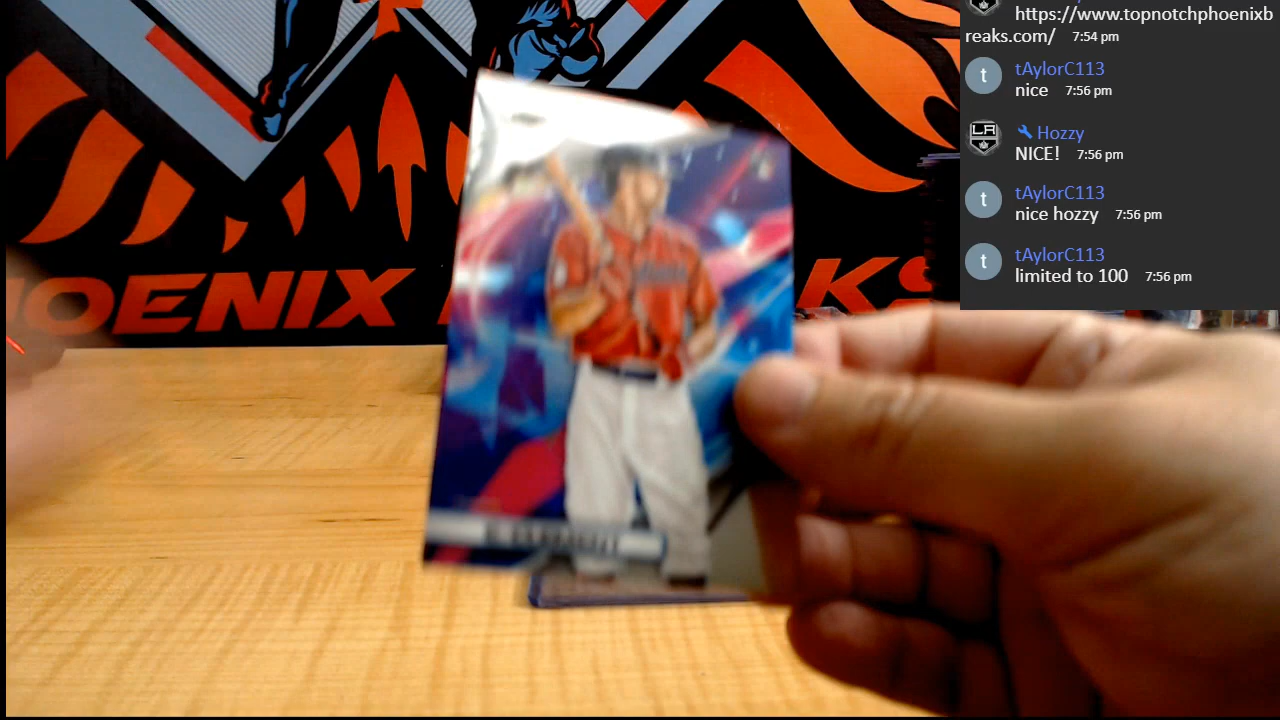 https://www.topnotchphoenixb
reaks.com/ 7:54 pm
t tAylorC113
nice 7:56 pm
LA Hozzy
NICE! 7:56 pm
t tAylorC113
nice hozzy 7:56 pm
t tAylorC113
limited to 100 7:56 pm
OENIX KS